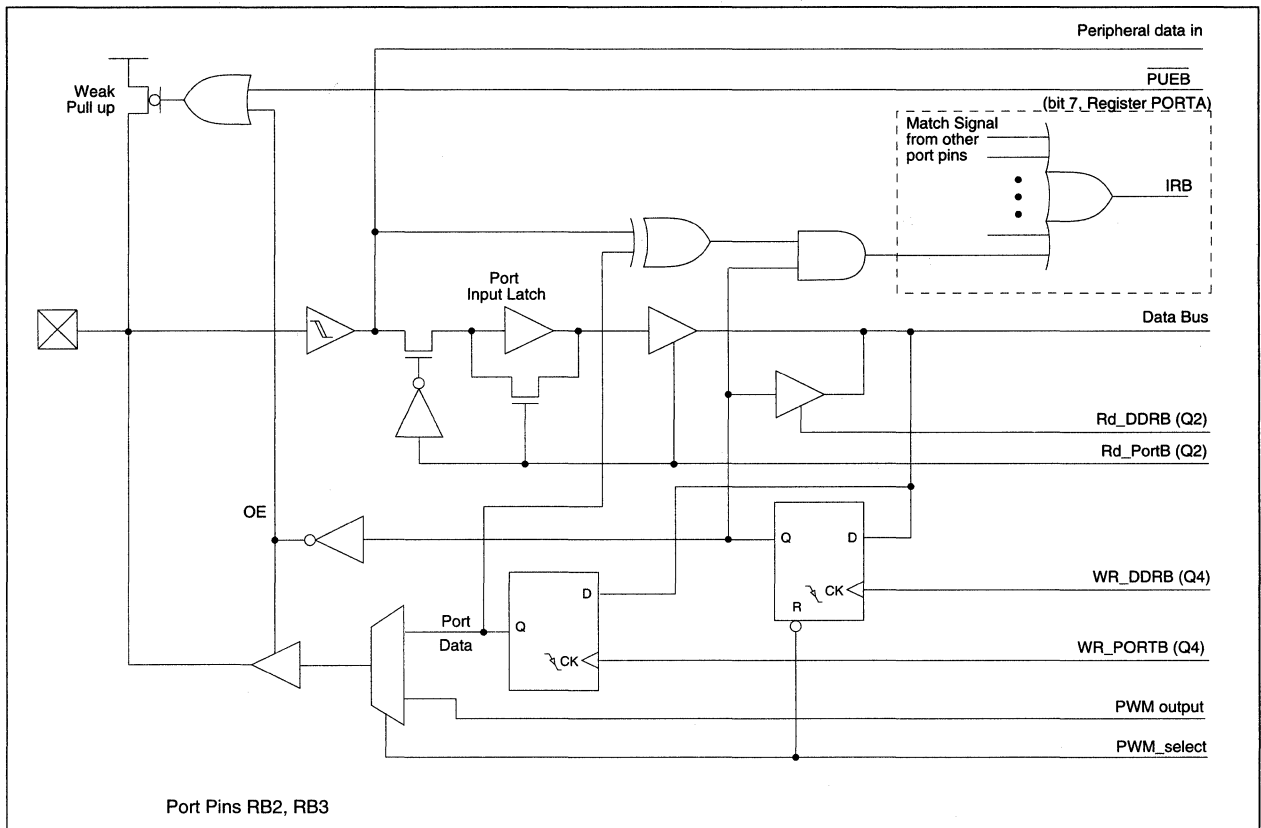 Peripheral data in
PUEB
(bit 7, Register PORTA)
Weak
Pull up
Match Signal
from other
port pins
IRB
Port
Input Latch
Data Bus
Rd_DDRB (Q2)
Rd_PortB (Q2)
OE
Q
D
WR_DDRB (Q4)
CK
R
D
Port
Q
Data
WR_PORTB (Q4)
CK
PWM output
PWM_select
Port Pins RB2, RB3